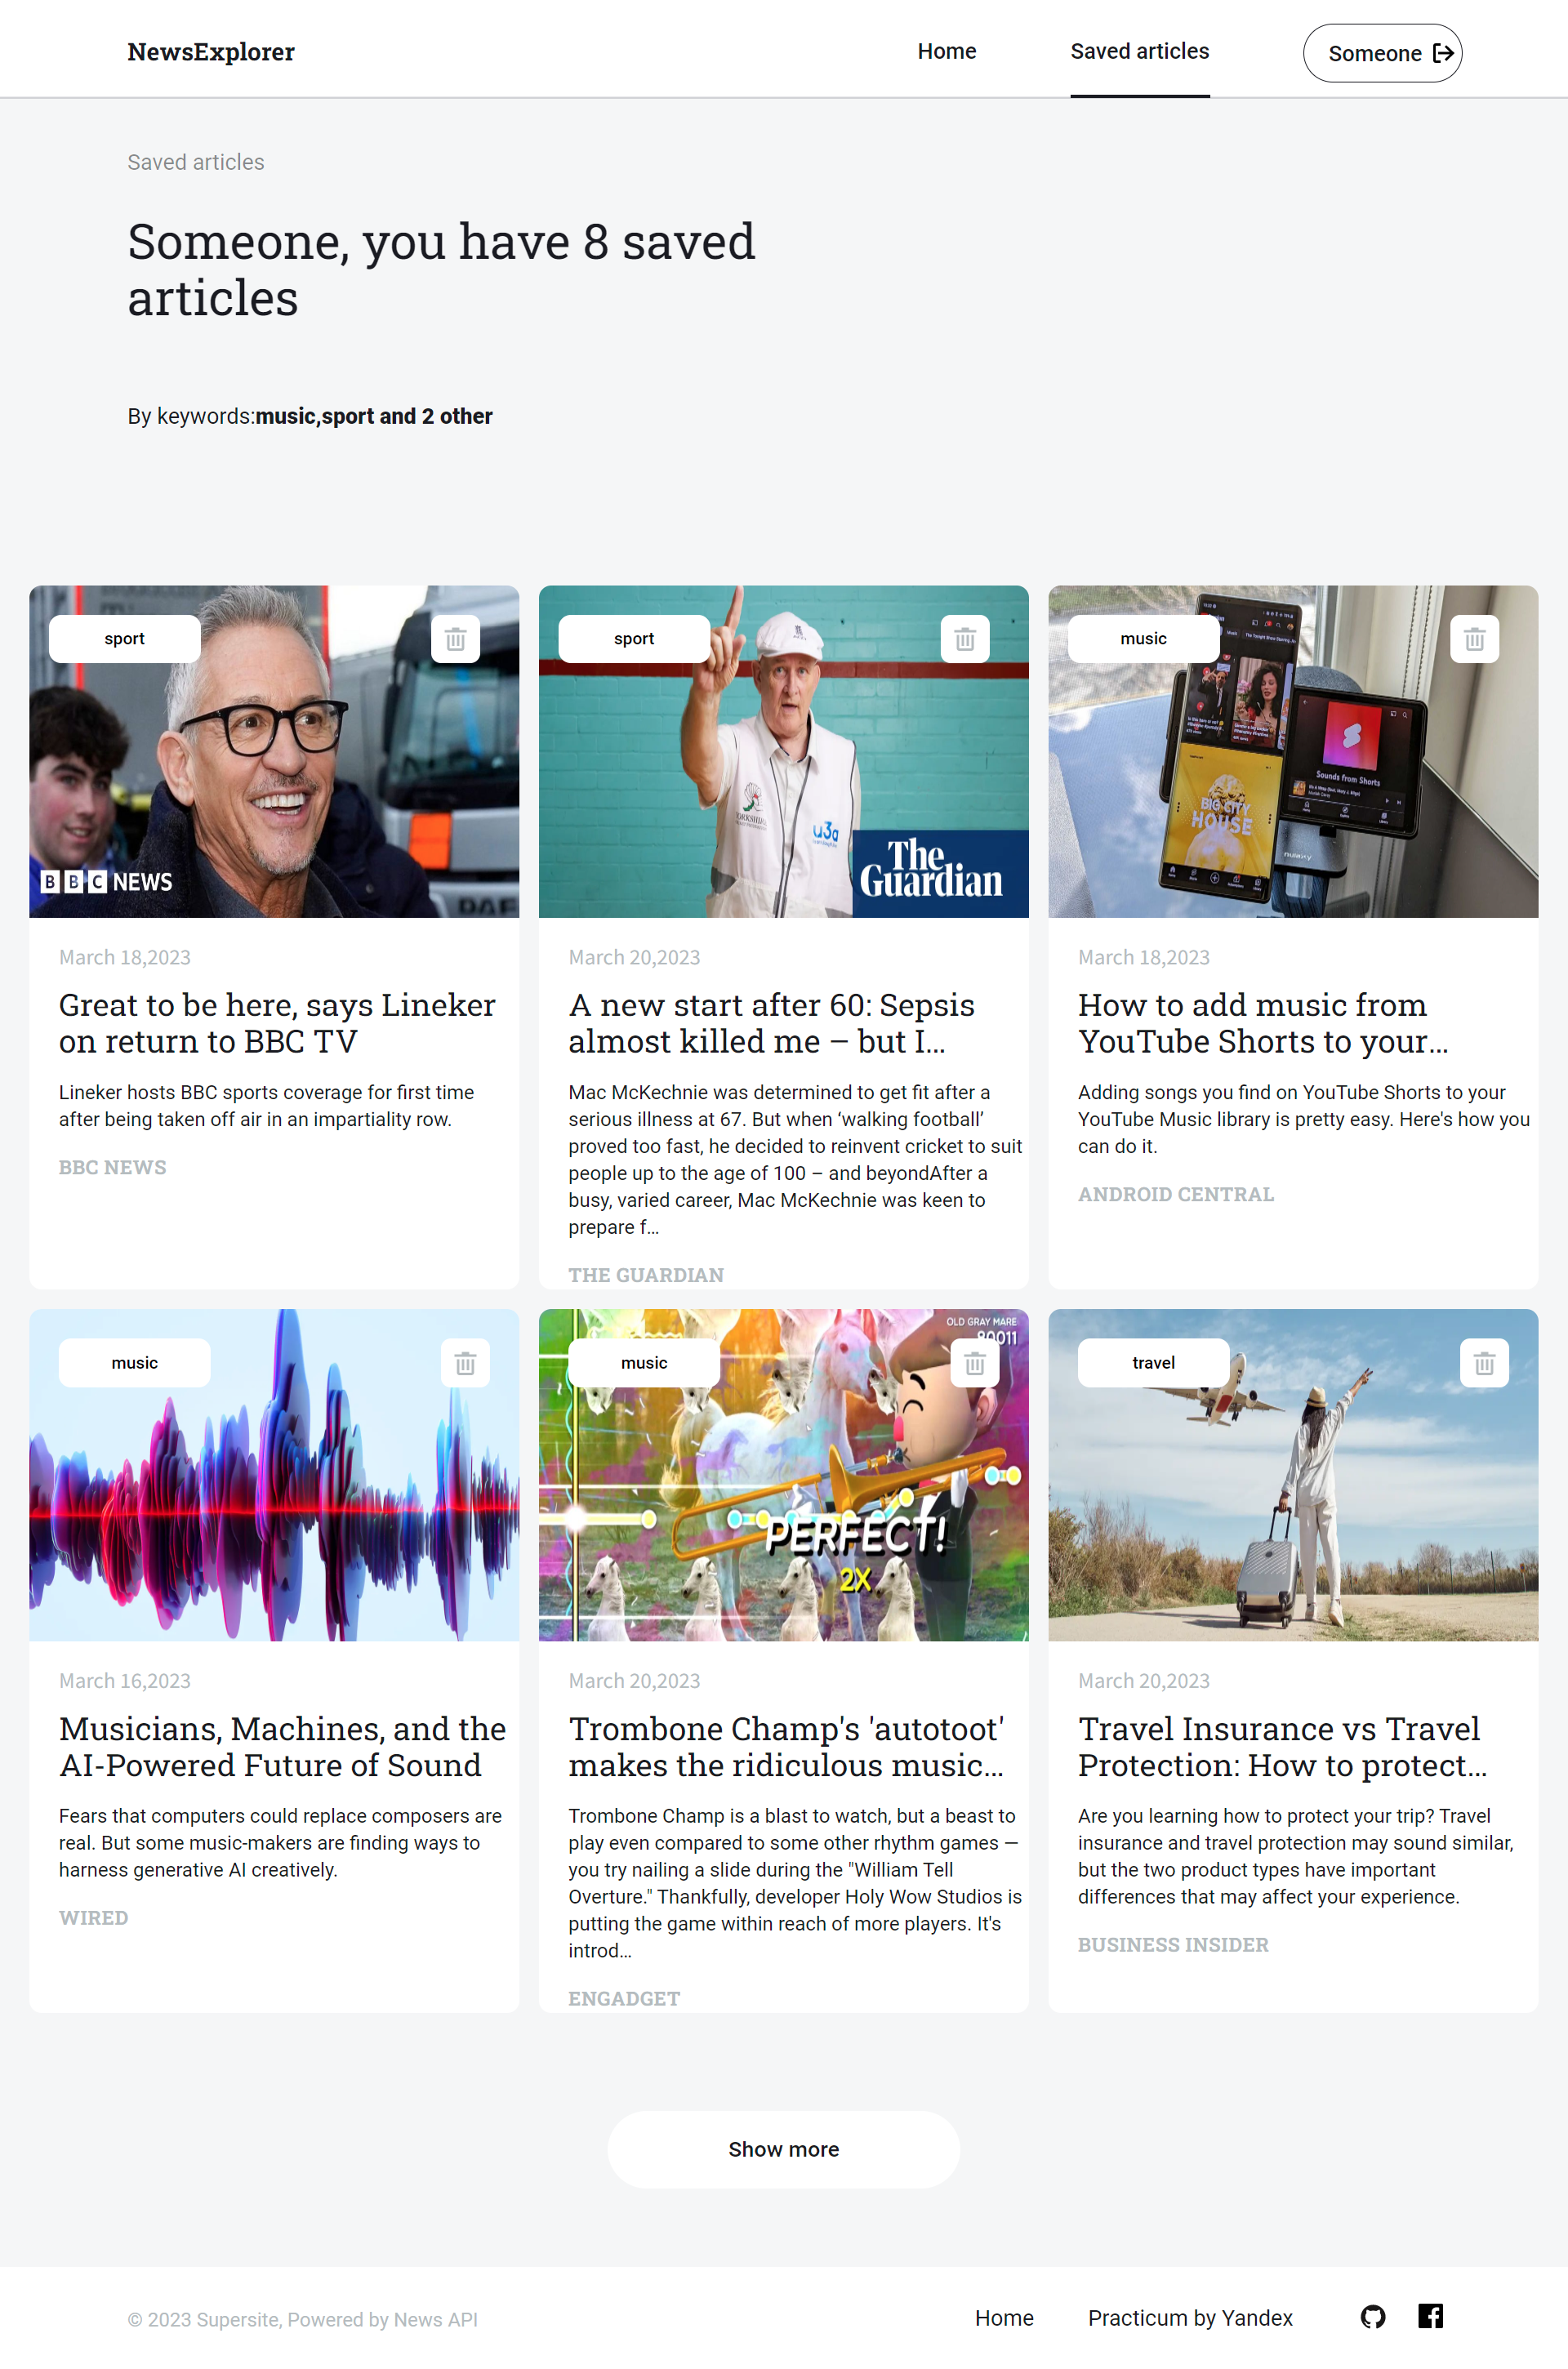 NewsExplorer
Home
Saved articles
Someone
Saved articles
Someone, you have 8 saved
articles
By keywords:music,sport and 2 other
sport
BBC NEWS
March 18,2023
Great to be here, says Lineker
on return to BBC TV
Lineker hosts BBC sports coverage for first time
after being taken off air in an impartiality row.
BBC NEWS
sport
u3a
The
Guardian
March 20,2023
A new start after 60: Sepsis
almost killed me – but I...
Mac McKechnie was determined to get fit after a
serious illness at 67. But when ‘walking football’
proved too fast, he decided to reinvent cricket to suit
people up to the age of 100 – and beyondAfter a
busy, varied career, Mac McKechnie was keen to
prepare f…
THE GUARDIAN
music
Sounds from Shorts
BIG CITY
HOUSE
March 18,2023
How to add music from
YouTube Shorts to your...
Adding songs you find on YouTube Shorts to your
YouTube Music library is pretty easy. Here's how you
can do it.
ANDROID CENTRAL
music
March 16,2023
Musicians, Machines, and the
AI-Powered Future of Sound
Fears that computers could replace composers are
real. But some music-makers are finding ways to
harness generative AI creatively.
WIRED
music
OLD GRAY MARE
80011
PERFECT!
2X
March 20,2023
Trombone Champ's 'autotoot'
makes the ridiculous music...
Trombone Champ is a blast to watch, but a beast to
play even compared to some other rhythm games —
you try nailing a slide during the "William Tell
Overture." Thankfully, developer Holy Wow Studios is
putting the game within reach of more players. It's
introd…
ENGADGET
travel
March 20,2023
Travel Insurance vs Travel
Protection: How to protect...
Are you learning how to protect your trip? Travel
insurance and travel protection may sound similar,
but the two product types have important
differences that may affect your experience.
BUSINESS INSIDER
Show more
© 2023 Supersite, Powered by News API
Home
Practicum by Yandex